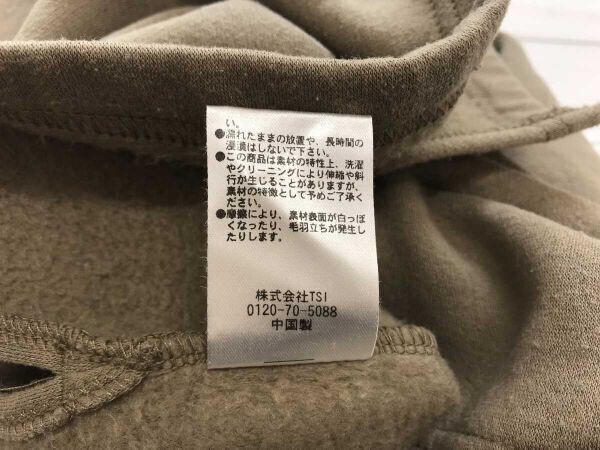 い。
●濡れたままの放置や、長時間の
浸漬はしないで下さい。
●この商品は素材の特性上、洗濯
やクリーニングにより伸縮や斜
行が生じることがありますが、
素材の特徴として予めご了承く
ださい。
●摩擦により、素材表面が白っぽ
くなったり、毛羽立ちが発生し
たりします。
株式会社TSI
0120-70-5088
中国製